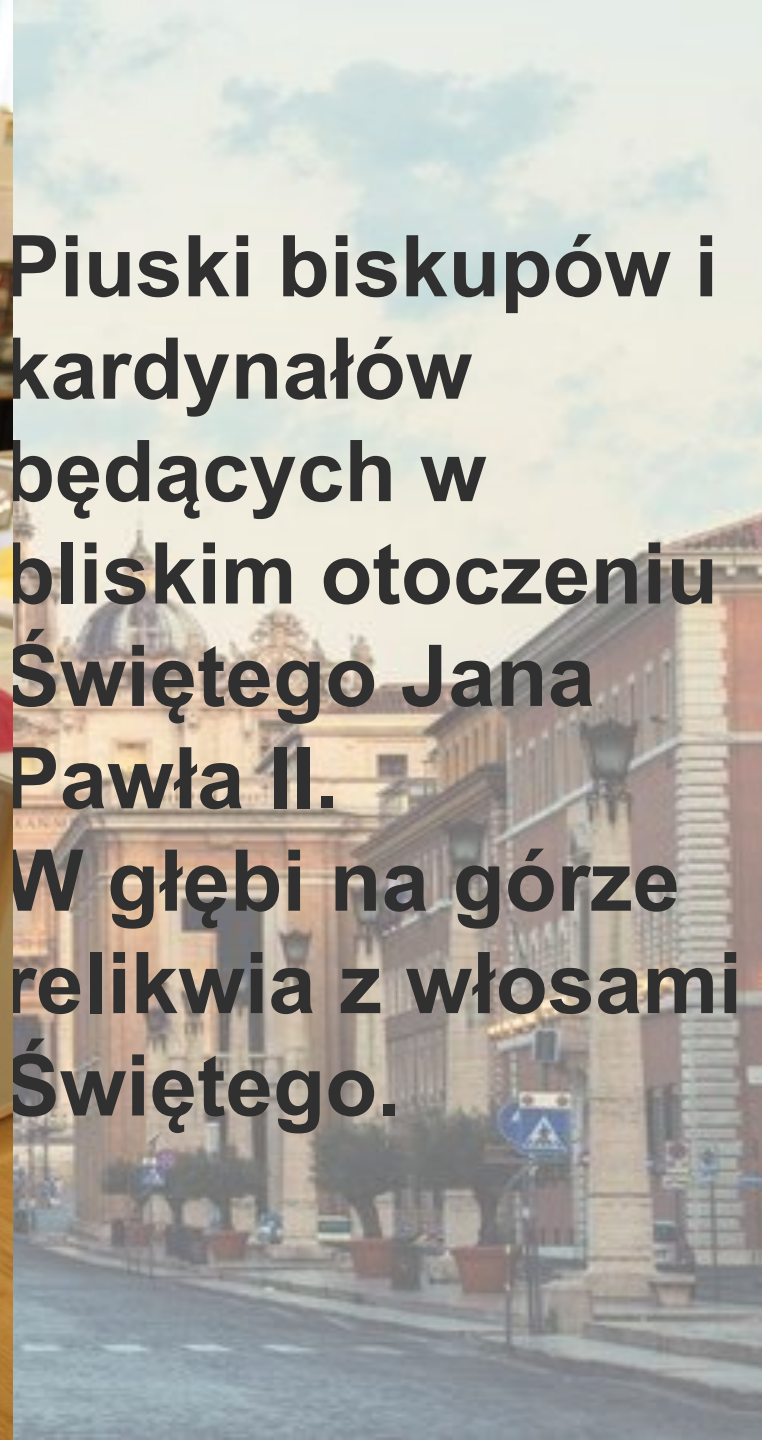 Piuski biskupów i
kardynałów
będących w
bliskim otoczeniu
Świętego Jana
Pawła II.
W głębi na górze
relikwia z włosami
Świętego.